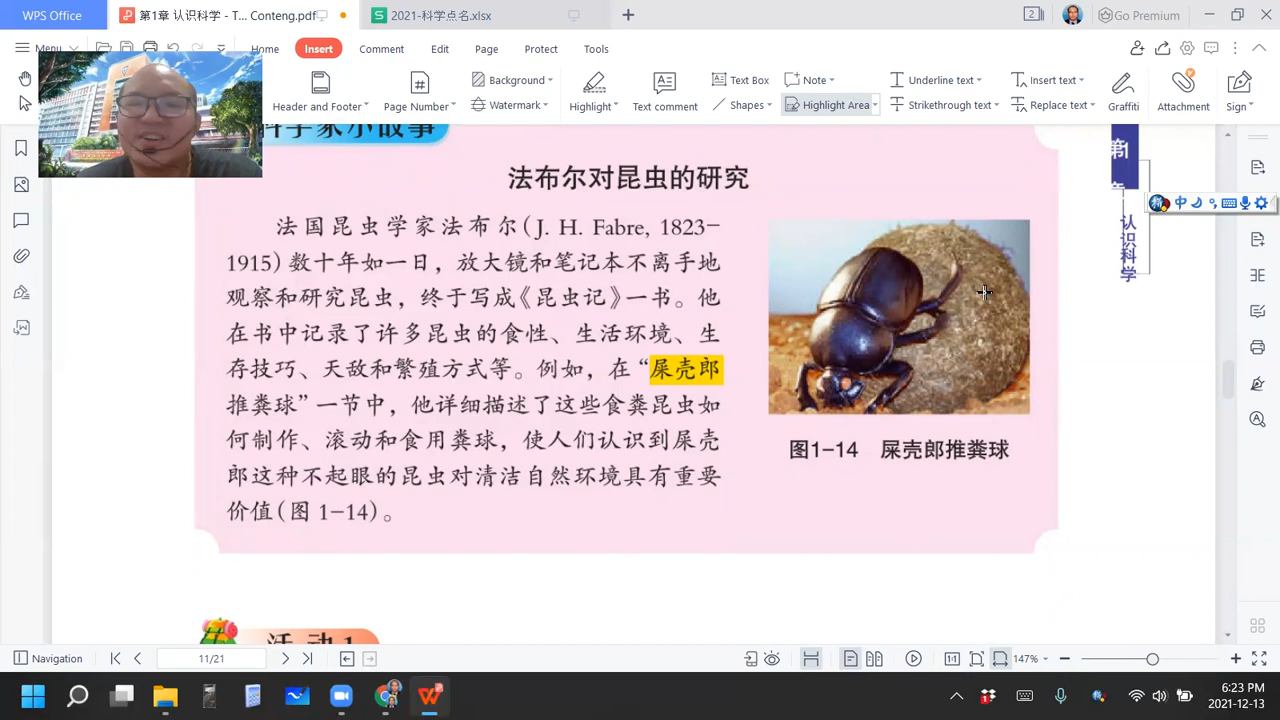 WPS Office
第1章 认识科学 - T... Conteng.pdf
2021-科学点名.xlsx
2
Go Premium
Menu
Home
Insert
Comment
Edit
Page
Protect
Tools
Header and Footer
Page Number
Background
Watermark
Highlight
Text comment
Text Box
Shape
Note
Highlight Area
Underline text
Strikethrough text
Insert text
Replace text
Graffiti
Attachment
Sign
科学家小故事
第1章
认识科学
中
法布尔对昆虫的研究
法国昆虫学家法布尔(J. H. Fabre, 1823–
1915)数十年如一日，放大镜和笔记本不离手地
观察和研究昆虫，终于写成《昆虫记》一书。他
在书中记录了许多昆虫的食性、生活环境、生
存技巧、天敌和繁殖方式等。例如，在“屎壳郎
推粪球”一节中，他详细描述了这些食粪昆虫如
何制作、滚动和食用粪球，使人们认识到屎壳
郎这种不起眼的昆虫对清洁自然环境具有重要
价值(图 1–14)。
图1–14 屎壳郎推粪球
活动1
Navigation
11/21
147%
6:23 PM
2021-12-13